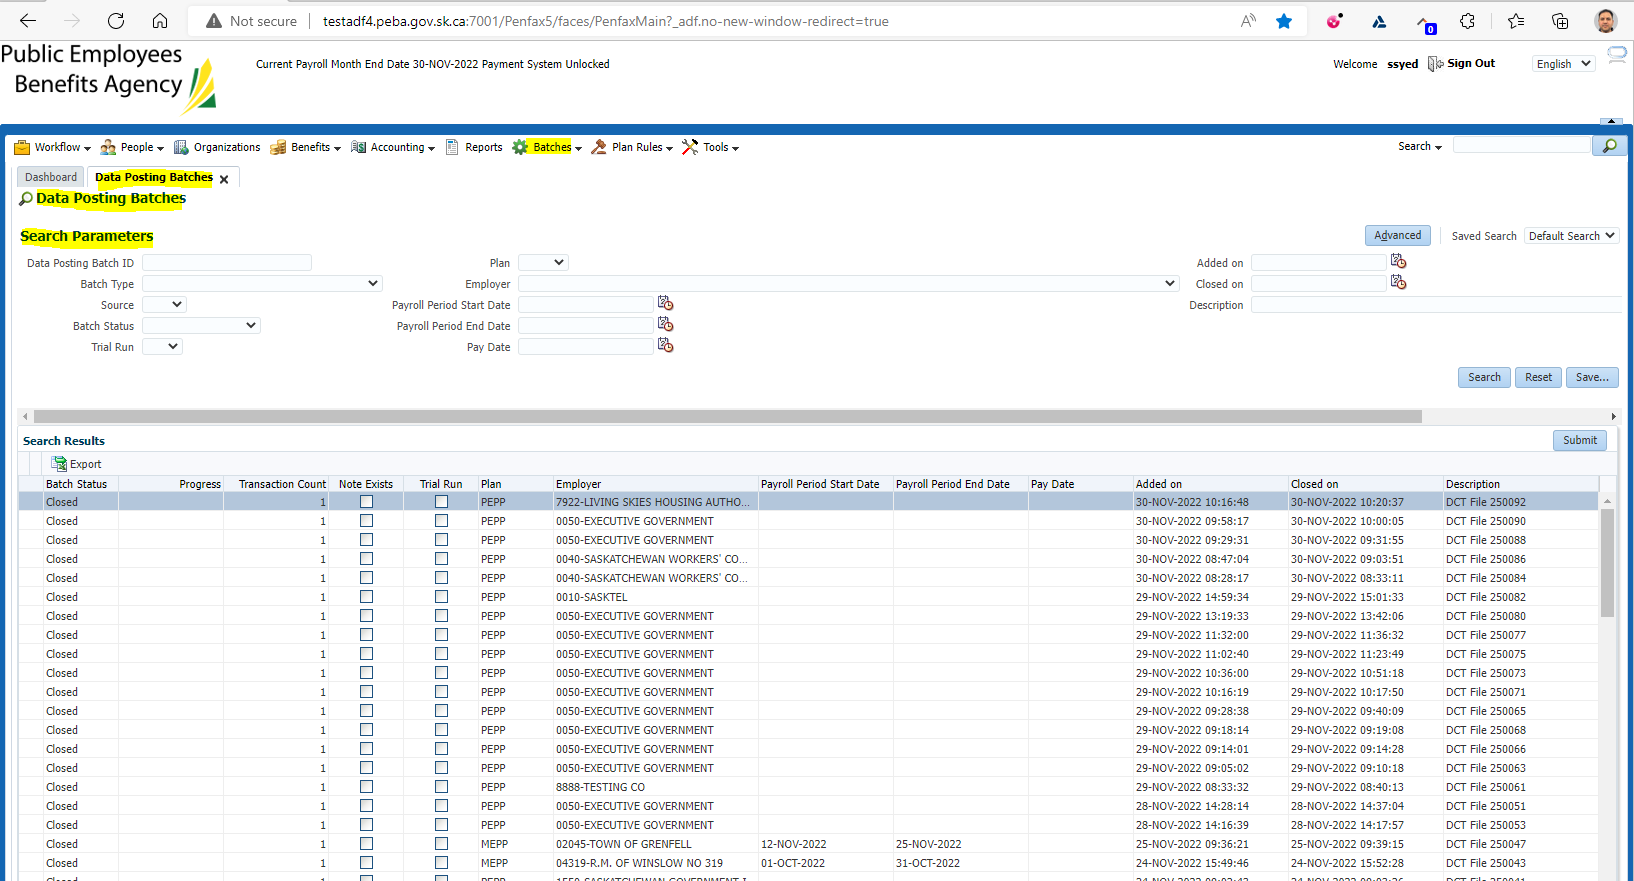 Not secure testadf4.peba.gov.sk.ca:7001/Penfax5/faces/PenfaxMain?_adf.no-new-window-redirect=true A 0
Public Employees
Benefits Agency
Current Payroll Month End Date 30-NOV-2022 Payment System Unlocked
Welcome ssyed Sign Out English
Workflow People Organizations Benefits Accounting Reports Batches Plan Rules Tools Search
Dashboard Data Posting Batches
Data Posting Batches
Search Parameters Advanced Saved Search Default Search
Data Posting Batch ID Plan Added on
Batch Type Employer Closed on
Source Payroll Period Start Date Description
Batch Status Payroll Period End Date
Trial Run Pay Date
Search Reset Save...
Search Results Submit
Export
Batch Status Progress Transaction Count Note Exists Trial Run Plan Employer Payroll Period Start Date Payroll Period End Date Pay Date Added on Closed on Description
Closed 1 PEPP 7922-LIVING SKIES HOUSING AUTHO... 30-NOV-2022 10:16:48 30-NOV-2022 10:20:37 DCT File 250092
Closed 1 PEPP 0050-EXECUTIVE GOVERNMENT 30-NOV-2022 09:58:17 30-NOV-2022 10:00:05 DCT File 250090
Closed 1 PEPP 0050-EXECUTIVE GOVERNMENT 30-NOV-2022 09:29:31 30-NOV-2022 09:31:55 DCT File 250088
Closed 1 PEPP 0040-SASKATCHEWAN WORKERS' CO... 30-NOV-2022 08:47:04 30-NOV-2022 09:03:51 DCT File 250086
Closed 1 PEPP 0040-SASKATCHEWAN WORKERS' CO... 30-NOV-2022 08:28:17 30-NOV-2022 08:33:11 DCT File 250084
Closed 1 PEPP 0010-SASKTEL 29-NOV-2022 14:59:34 29-NOV-2022 15:01:33 DCT File 250082
Closed 1 PEPP 0050-EXECUTIVE GOVERNMENT 29-NOV-2022 13:19:33 29-NOV-2022 13:42:06 DCT File 250080
Closed 1 PEPP 0050-EXECUTIVE GOVERNMENT 29-NOV-2022 11:32:00 29-NOV-2022 11:36:32 DCT File 250077
Closed 1 PEPP 0050-EXECUTIVE GOVERNMENT 29-NOV-2022 11:02:40 29-NOV-2022 11:23:49 DCT File 250075
Closed 1 PEPP 0050-EXECUTIVE GOVERNMENT 29-NOV-2022 10:36:00 29-NOV-2022 10:51:18 DCT File 250073
Closed 1 PEPP 0050-EXECUTIVE GOVERNMENT 29-NOV-2022 10:16:19 29-NOV-2022 10:17:50 DCT File 250071
Closed 1 PEPP 0050-EXECUTIVE GOVERNMENT 29-NOV-2022 09:28:38 29-NOV-2022 09:40:09 DCT File 250065
Closed 1 PEPP 0050-EXECUTIVE GOVERNMENT 29-NOV-2022 09:18:14 29-NOV-2022 09:19:08 DCT File 250068
Closed 1 PEPP 0050-EXECUTIVE GOVERNMENT 29-NOV-2022 09:14:01 29-NOV-2022 09:14:28 DCT File 250066
Closed 1 PEPP 0050-EXECUTIVE GOVERNMENT 29-NOV-2022 09:05:02 29-NOV-2022 09:10:18 DCT File 250063
Closed 1 PEPP 8888-TESTING CO 29-NOV-2022 08:33:32 29-NOV-2022 08:40:13 DCT File 250061
Closed 1 PEPP 0050-EXECUTIVE GOVERNMENT 28-NOV-2022 14:28:14 28-NOV-2022 14:37:04 DCT File 250051
Closed 1 PEPP 0050-EXECUTIVE GOVERNMENT 28-NOV-2022 14:16:39 28-NOV-2022 14:17:57 DCT File 250053
Closed 1 MEPP 02045-TOWN OF GRENFELL 12-NOV-2022 25-NOV-2022 25-NOV-2022 09:36:21 25-NOV-2022 09:39:15 DCT File 250047
Closed 1 MEPP 04319-R.M. OF WINSLOW NO 319 01-OCT-2022 31-OCT-2022 24-NOV-2022 15:49:46 24-NOV-2022 15:52:28 DCT File 250043